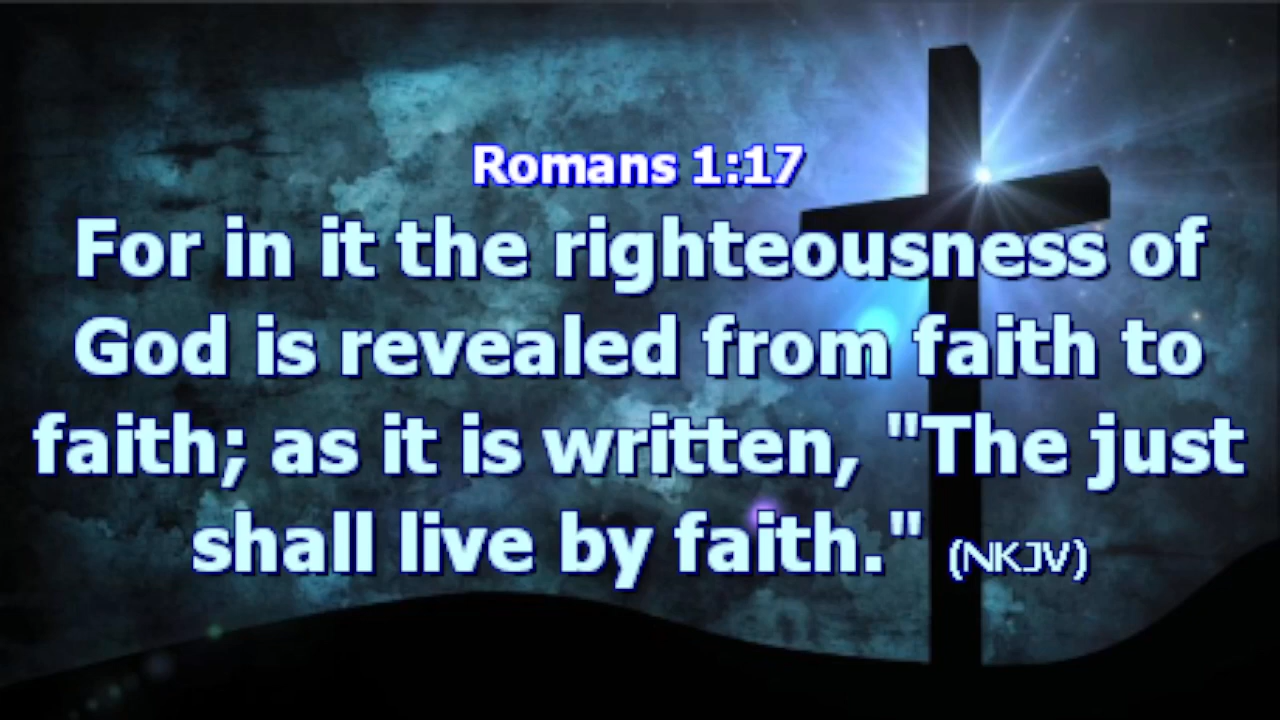 Romans 1:17
For in it the righteousness of
God is revealed from faith to
faith; as it is written, "The just
shall live by faith." (NKJV)